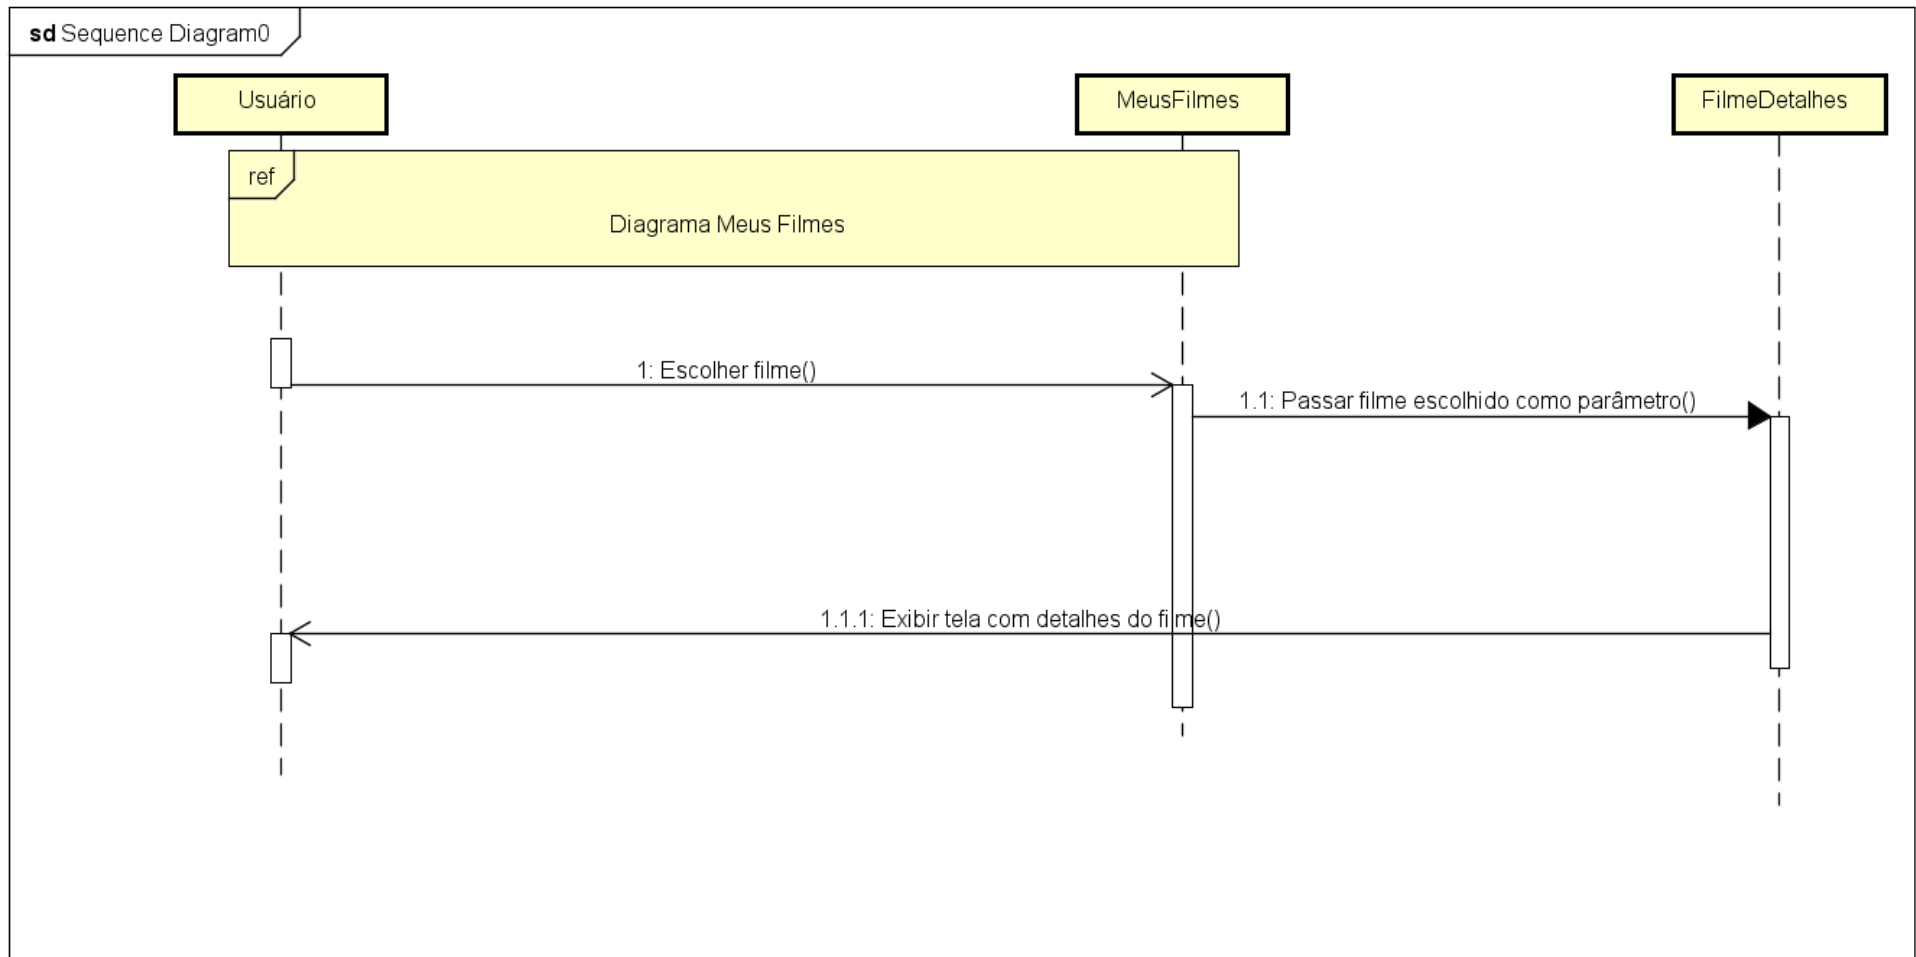 sd Sequence Diagram0
Usuário
MeusFilmes
FilmeDetalhes
ref
Diagrama Meus Filmes
1: Escolher filme()
1.1: Passar filme escolhido como parâmetro()
1.1.1: Exibir tela com detalhes do filme()